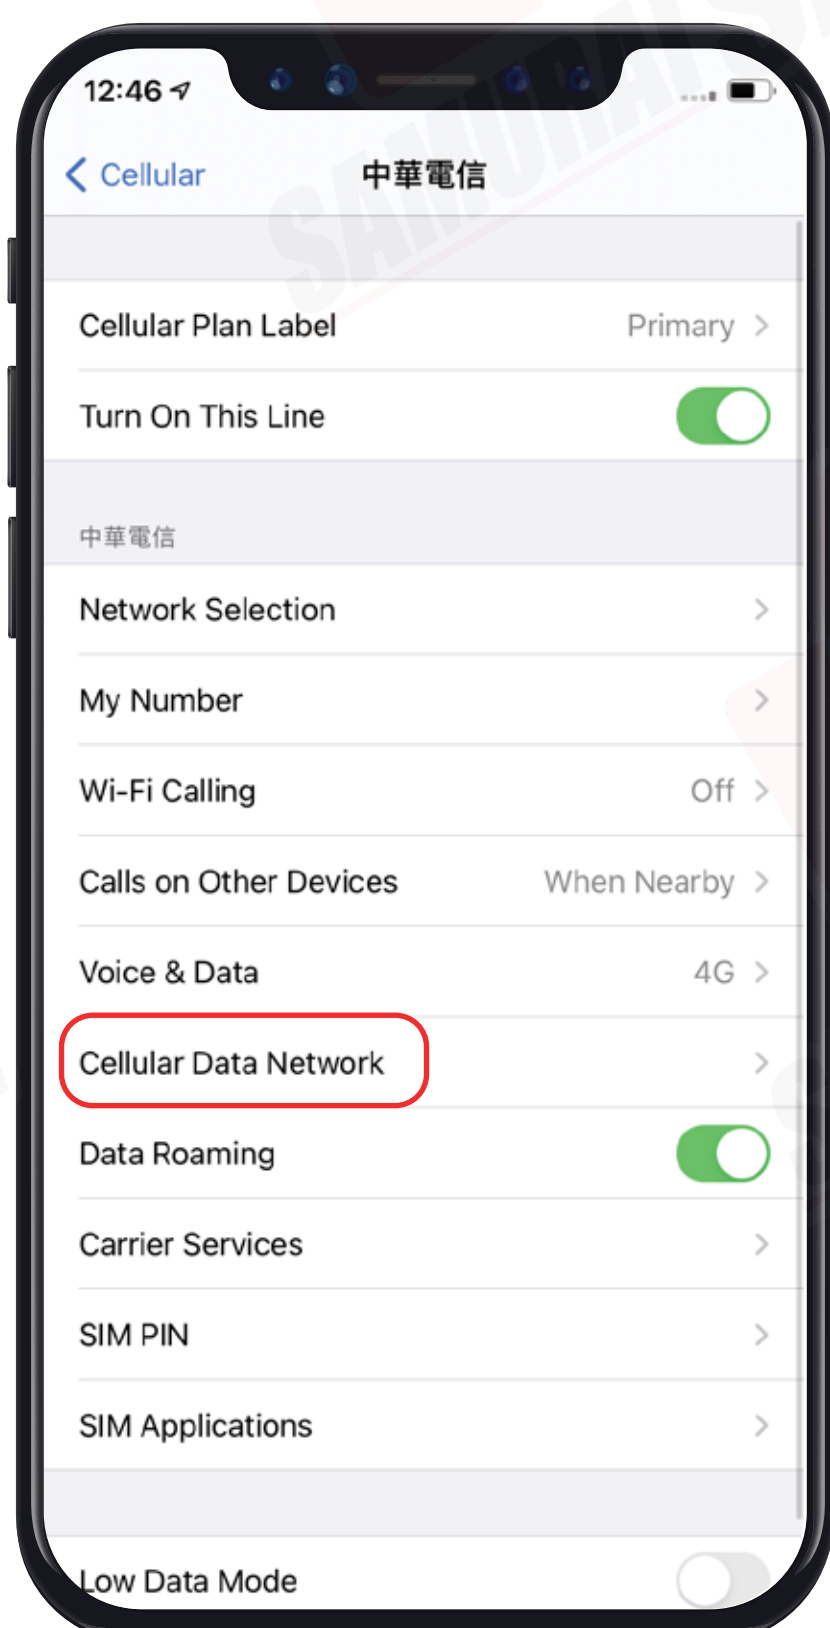 12:46
Cellular 中華電信
Cellular Plan Label Primary
Turn On This Line
中華電信
Network Selection
My Number
Wi-Fi Calling Off
Calls on Other Devices When Nearby
Voice & Data 4G
Cellular Data Network
Data Roaming
Carrier Services
SIM PIN
SIM Applications
Low Data Mode
SAMURAI S